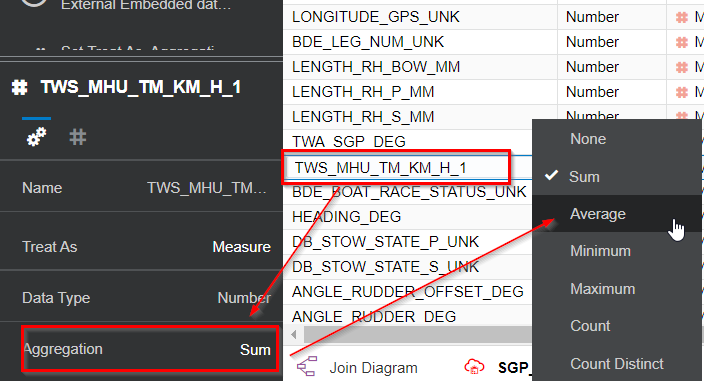 External Embedded dat...
Set Treat As, Aggregati...
TWS_MHU_TM_KM_H_1
Name TWS_MHU_TM...
Treat As Measure
Data Type Number
Aggregation Sum
LONGITUDE_GPS_UNK Number
BDE_LEG_NUM_UNK Number
LENGTH_RH_BOW_MM Number
LENGTH_RH_P_MM Number
LENGTH_RH_S_MM Number
TWA_SGP_DEG
TWS_MHU_TM_KM_H_1
BDE_BOAT_RACE_STATUS_UNK
HEADING_DEG
DB_STOW_STATE_P_UNK
DB_STOW_STATE_S_UNK
ANGLE_RUDDER_OFFSET_DEG
ANGLE_RUDDER_DEG
Join Diagram SGP_
None
Sum
Average
Minimum
Maximum
Count
Count Distinct